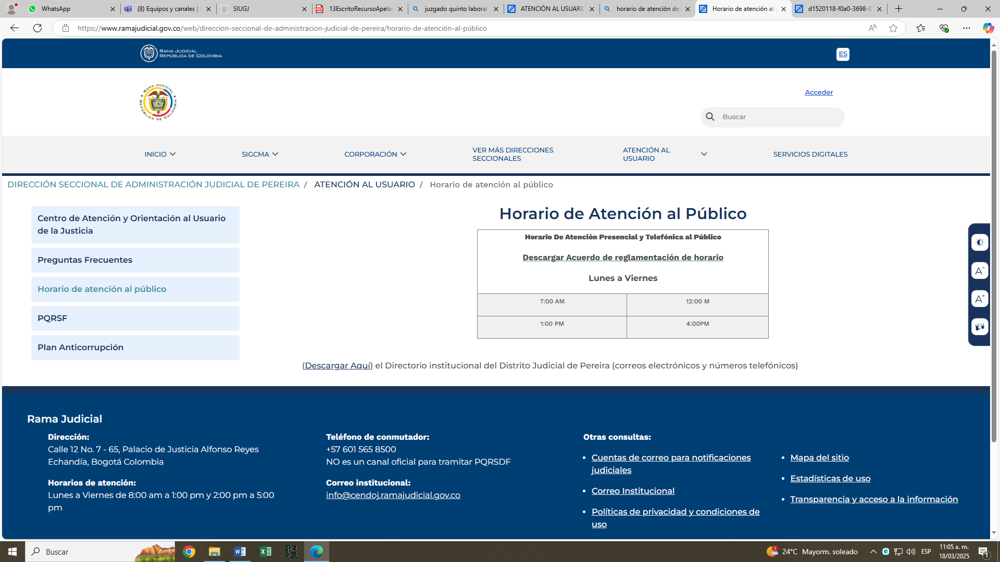 WhatsApp
(8) Equipos y canales |
SIUGJ
13EscritoRecursoApela
juzgado quinto laboral
ATENCIÓN AL USUARIO
horario de atención del
Horario de atención al
d1520118-f0a0-3698-0
https://www.ramajudicial.gov.co/web/direccion-seccional-de-administracion-judicial-de-pereira/horario-de-atención-al-público
RAMA JUDICIAL
REPÚBLICA DE COLOMBIA
ES
RAMA JUDICIAL
REPÚBLICA DE COLOMBIA
Acceder
Buscar
INICIO
SIGCMA
CORPORACIÓN
VER MÁS DIRECCIONES
SECCIONALES
ATENCIÓN AL
USUARIO
SERVICIOS DIGITALES
DIRECCIÓN SECCIONAL DE ADMINISTRACIÓN JUDICIAL DE PEREIRA / ATENCIÓN AL USUARIO / Horario de atención al público
Centro de Atención y Orientación al Usuario
de la Justicia
Preguntas Frecuentes
Horario de atención al público
PQRSF
Plan Anticorrupción
Horario de Atención al Público
Horario De Atención Presencial y Telefónica al Público
Descargar Acuerdo de reglamentación de horario
Lunes a Viernes
7:00 AM 12:00 M
1:00 PM 4:00PM
(Descargar Aquí) el Directorio institucional del Distrito Judicial de Pereira (correos electrónicos y números telefónicos)
A-
A+
Rama Judicial
Dirección:
Calle 12 No. 7 - 65, Palacio de Justicia Alfonso Reyes
Echandía, Bogotá Colombia
Horarios de atención:
Lunes a Viernes de 8:00 am a 1:00 pm y 2:00 pm a 5:00
pm
Teléfono de conmutador:
+57 601 565 8500
NO es un canal oficial para tramitar PQRSDF
Correo institucional:
info@cendoj.ramajudicial.gov.co
Otras consultas:
• Cuentas de correo para notificaciones
judiciales
• Correo Institucional
• Políticas de privacidad y condiciones de
uso
• Mapa del sitio
• Estadísticas de uso
• Transparencia y acceso a la información
Buscar
24°C Mayorm. soleado
ESP
11:05 a. m.
18/03/2025